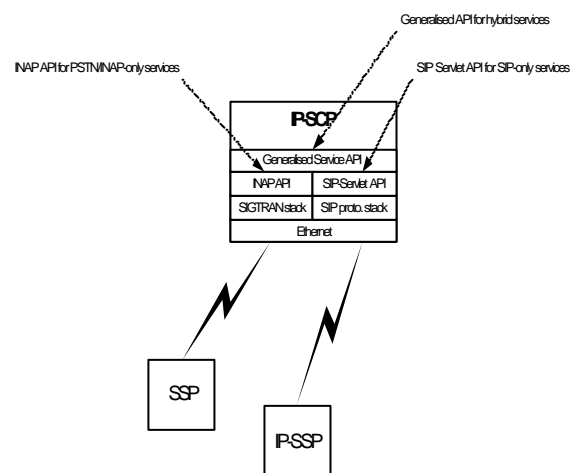 Generalised API for hybrid services
INAP API for PSTN/INAP-only services
SIP Servlet API for SIP-only services
IP-SCP
Generalised Service API
INAP API
SIP-Servlet API
SIGTRAN stack
SIP proto. stack
Ethernet
SSP
IP-SSP